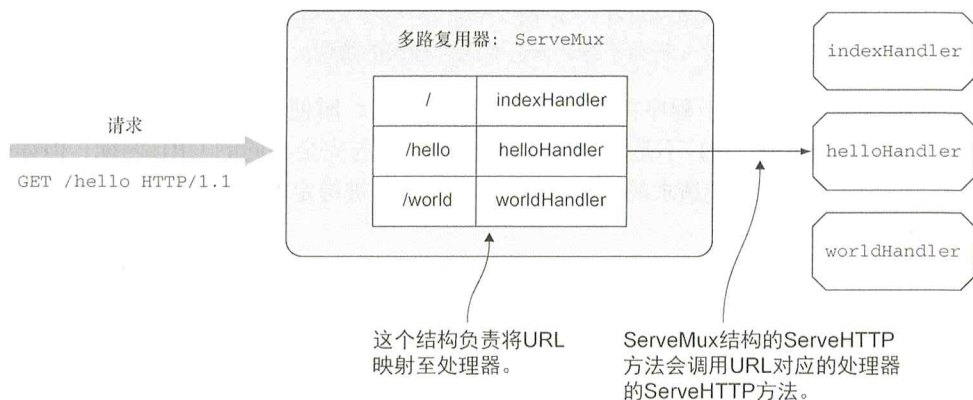 多路复用器: ServeMux
/ indexHandler
/hello helloHandler
/world worldHandler
请求
GET /hello HTTP/1.1
indexHandler
helloHandler
worldHandler
这个结构负责将URL
映射至处理器。
ServeMux结构的ServeHTTP
方法会调用URL对应的处理器
的ServeHTTP方法。